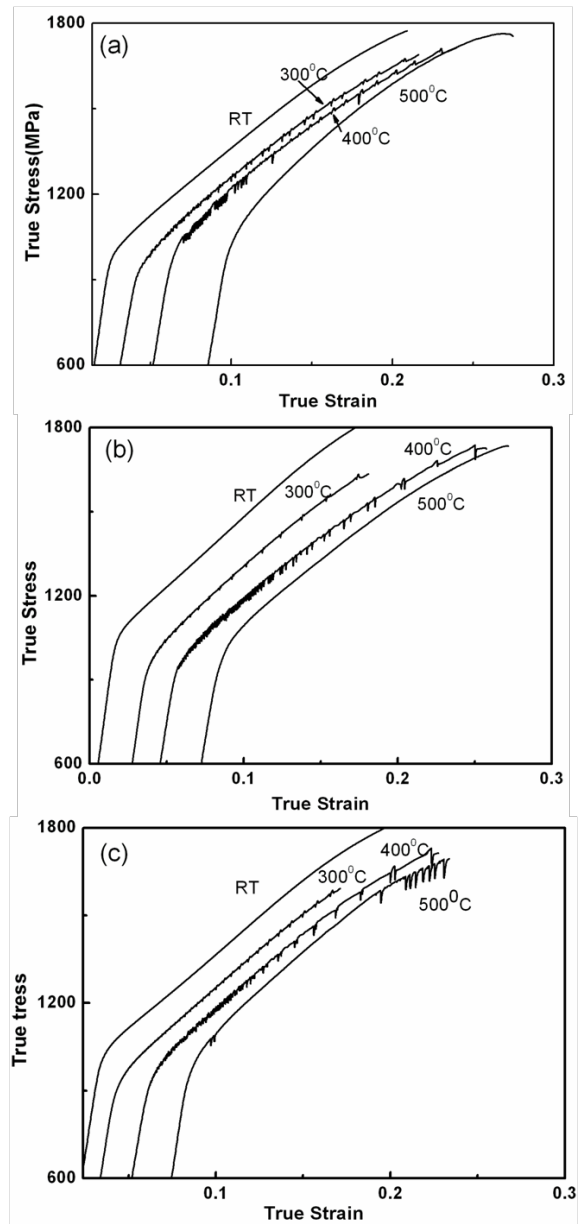 (a)
1800
1200
600
True Stress(MPa)
RT
300⁰C
400⁰C
500⁰C
0.1
0.2
0.3
True Strain
(b)
1800
1200
600
True Stress
RT
300⁰C
400⁰C
500⁰C
0.0
0.1
0.2
0.3
True Strain
(c)
1800
1200
600
True tress
RT
300⁰C
400⁰C
500⁰C
0.1
0.2
0.3
True Strain